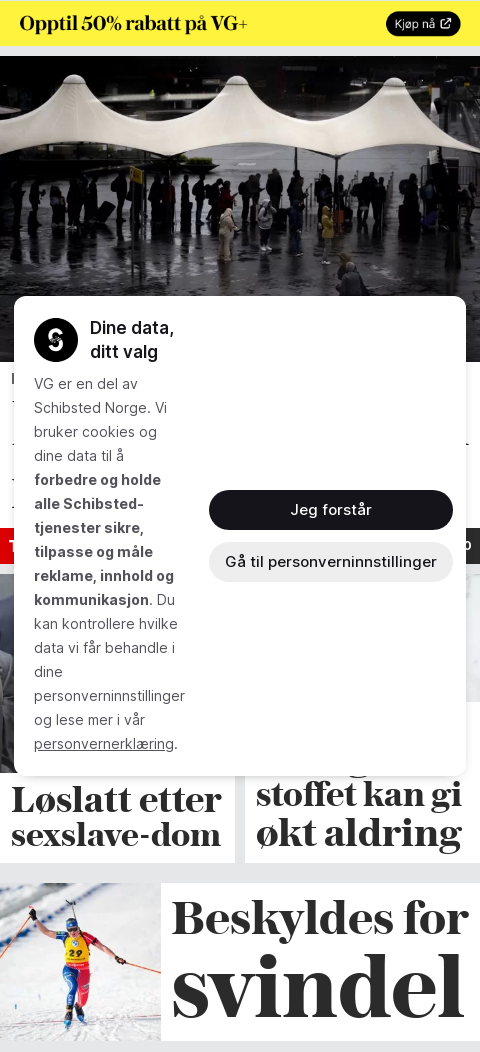 Opptil 50% rabatt på VG+
Kjøp nå
Dine data,
ditt valg
VG er en del av
Schibsted Norge. Vi
bruker cookies og
dine data til å
forbedre og holde
alle Schibsted-
tjenester sikre,
tilpasse og måle
reklame, innhold og
kommunikasjon. Du
kan kontrollere hvilke
data vi får behandle i
dine
personverninnstillinger
og lese mer i vår
personvernerklæring.
Jeg forstår
Gå til personverninnstillinger
Løslatt etter
sexslave-dom
stoffet kan gi
økt aldring
29
Beskyldes for
svindel